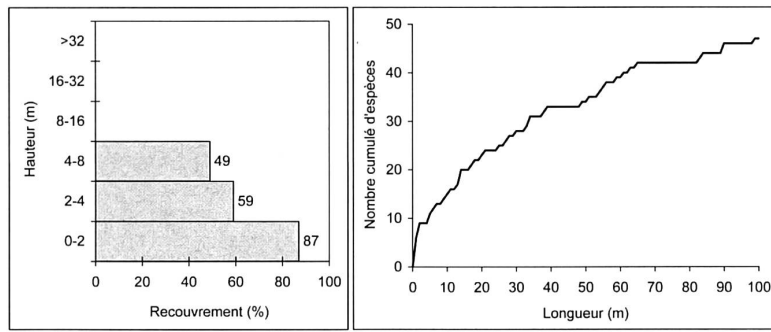 Hauteur (m)
>32
16-32
8-16
4-8
2-4
0-2
49
59
87
0 20 40 60 80 100
Recouvrement (%)
Nombre cumulé d'espèces
50
40
30
20
10
0
0 10 20 30 40 50 60 70 80 90 100
Longueur (m)